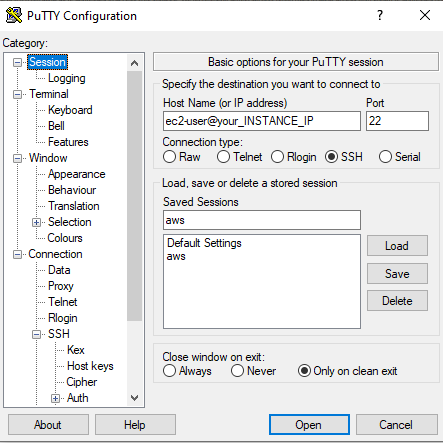 PuTTY Configuration
?
Category:
Session
Logging
Terminal
Keyboard
Bell
Features
Window
Appearance
Behaviour
Translation
Selection
Colours
Connection
Data
Proxy
Telnet
Rlogin
SSH
Kex
Host keys
Cipher
Auth
Basic options for your PuTTY session
Specify the destination you want to connect to
Host Name (or IP address) Port
ec2-user@your_INSTANCE_IP 22
Connection type:
Raw Telnet Rlogin SSH Serial
Load, save or delete a stored session
Saved Sessions
aws
Default Settings
aws
Load
Save
Delete
Close window on exit:
Always Never Only on clean exit
About Help Open Cancel